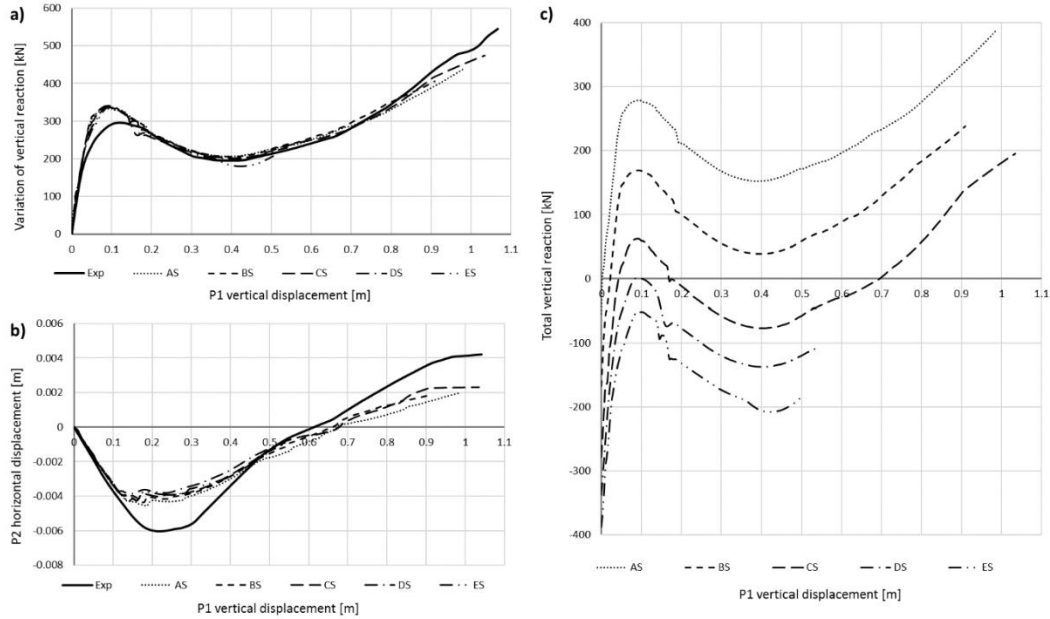 a)
Variation of vertical reaction [kN]
600
500
400
300
200
100
0
0 0.1 0.2 0.3 0.4 0.5 0.6 0.7 0.8 0.9 1 1.1
Exp AS BS CS DS ES
P1 vertical displacement [m]
b)
P2 horizontal displacement [m]
0.006
0.004
0.002
0
-0.002
-0.004
-0.006
-0.008
0 0.1 0.2 0.3 0.4 0.5 0.6 0.7 0.8 0.9 1 1.1
Exp AS BS CS DS ES
P1 vertical displacement [m]
c)
Total vertical reaction [kN]
400
300
200
100
0
-100
-200
-300
-400
0 0.1 0.2 0.3 0.4 0.5 0.6 0.7 0.8 0.9 1 1.1
AS BS CS DS ES
P1 vertical displacement [m]